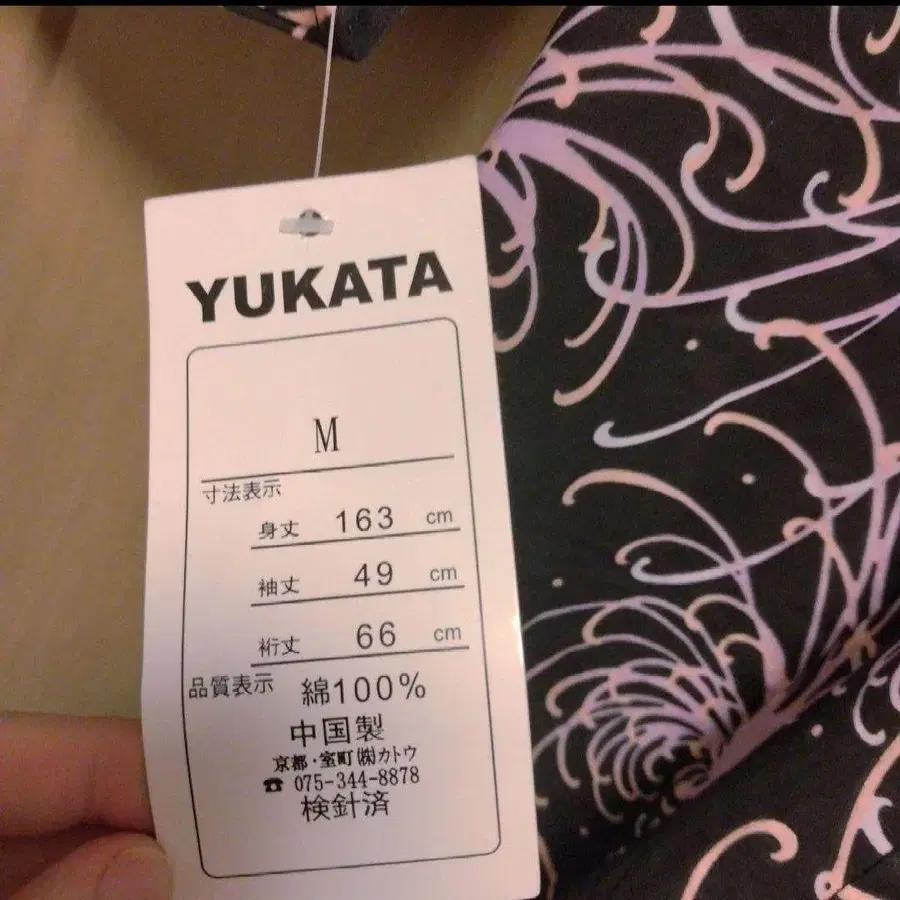 YUKATA
M
寸法表示
身丈 163 cm
袖丈 49 cm
裄丈 66 cm
品質表示 綿100%
中国製
京都・室町㈱カトウ
☎ 075-344-8878
検針済